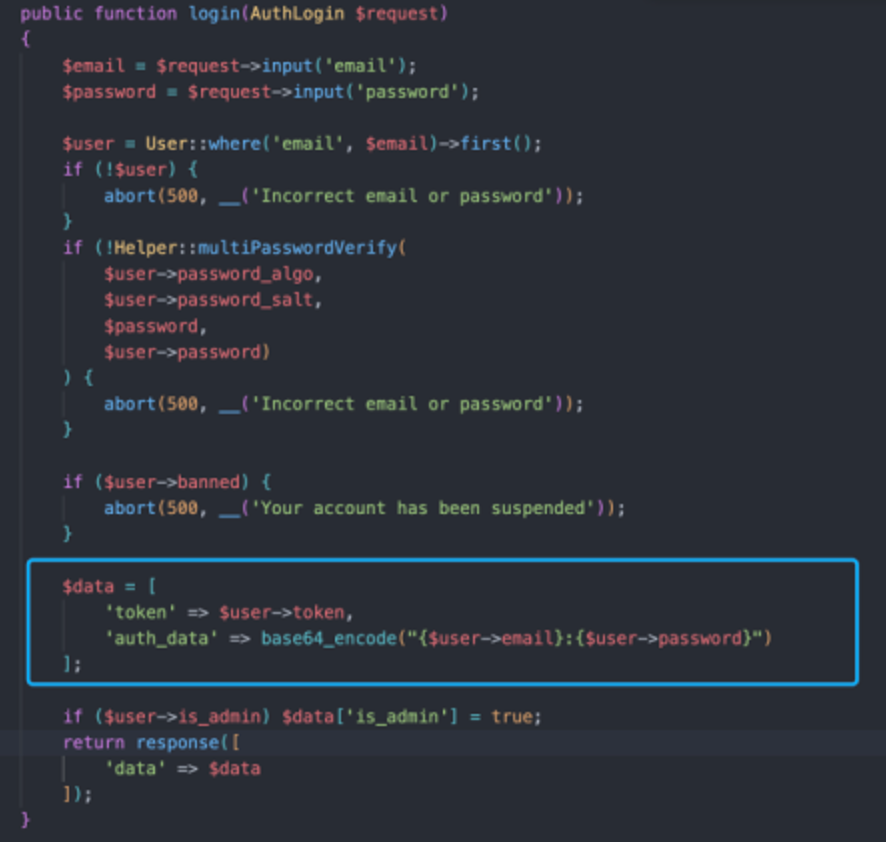 public function login(AuthLogin $request)
{
    $email = $request->input('email');
    $password = $request->input('password');

    $user = User::where('email', $email)->first();
    if (!$user) {
        abort(500, __('Incorrect email or password'));
    }
    if (!Helper::multiPasswordVerify(
        $user->password_algo,
        $user->password_salt,
        $password,
        $user->password)
    ) {
        abort(500, __('Incorrect email or password'));
    }

    if ($user->banned) {
        abort(500, __('Your account has been suspended'));
    }

    $data = [
        'token' => $user->token,
        'auth_data' => base64_encode("{$user->email}:{$user->password}")
    ];

    if ($user->is_admin) $data['is_admin'] = true;
    return response([
        'data' => $data
    ]);
}